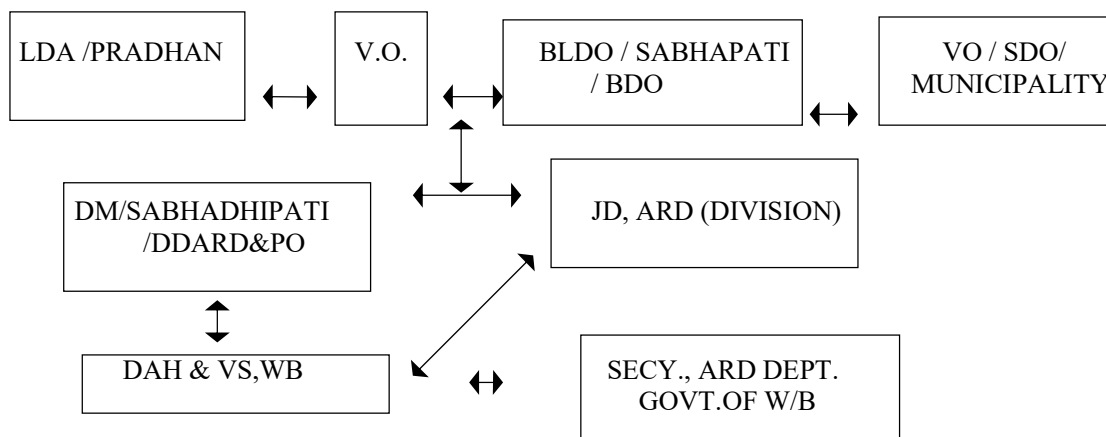 LDA /PRADHAN
V.O.
BLDO / SABHAPATI
/ BDO
VO / SDO/
MUNICIPALITY
DM/SABHADHIPATI
/DDARD&PO
JD, ARD (DIVISION)
DAH & VS,WB
SECY., ARD DEPT.
GOVT.OF W/B